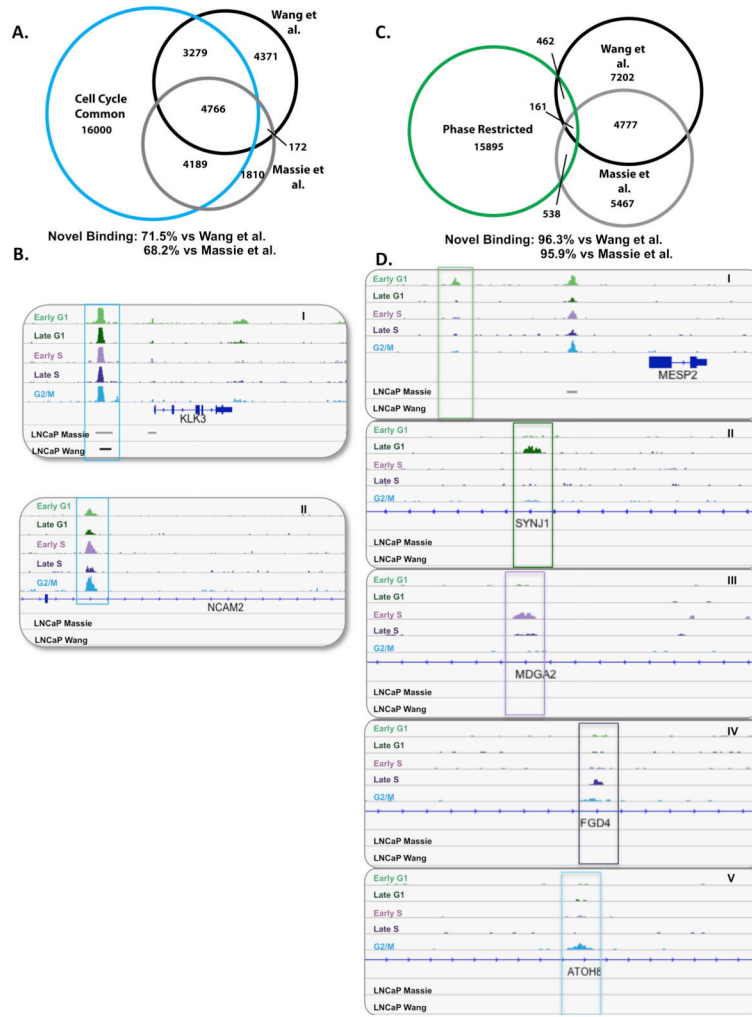 A.
Wang et
al.
3279
4371
Cell Cycle
Common
16000
4766
172
4189
1810
Massie et
al.
Novel Binding: 71.5% vs Wang et al.
68.2% vs Massie et al.
B.
I
Early G1
Late G1
Early S
Late S
G2/M
KLK3
LNCaP Massie
LNCaP Wang
II
Early G1
Late G1
Early S
Late S
G2/M
NCAM2
LNCaP Massie
LNCaP Wang
C.
462
Wang et
al.
7202
161
Phase Restricted
15895
4777
Massie et
al.
5467
538
Novel Binding: 96.3% vs Wang et al.
95.9% vs Massie et al.
D.
I
Early G1
Late G1
Early S
Late S
G2/M
MESP2
LNCaP Massie
LNCaP Wang
II
Early G1
Late G1
Early S
Late S
G2/M
SYNJ1
LNCaP Massie
LNCaP Wang
III
Early G1
Late G1
Early S
Late S
G2/M
MDGA2
LNCaP Massie
LNCaP Wang
IV
Early G1
Late G1
Early S
Late S
G2/M
FGD4
LNCaP Massie
LNCaP Wang
V
Early G1
Late G1
Early S
Late S
G2/M
ATOH8
LNCaP Massie
LNCaP Wang